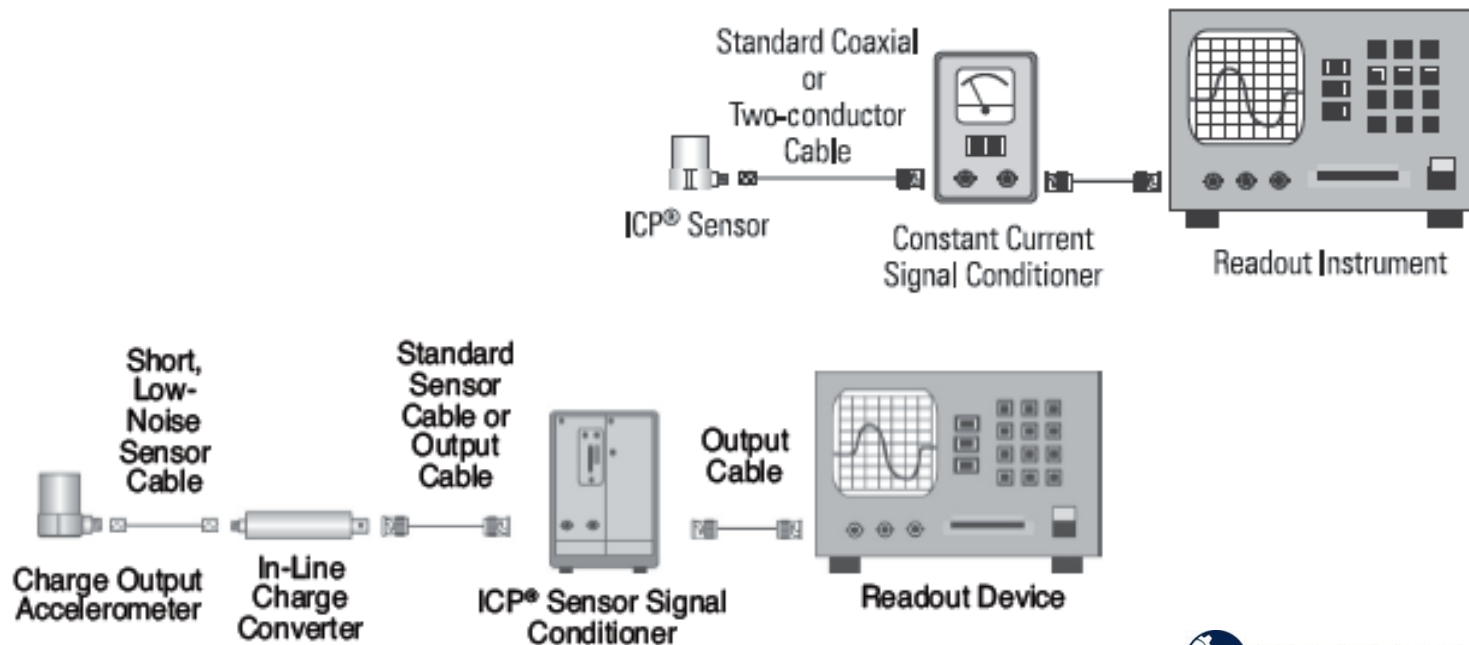 Standard Coaxial
or
Two-conductor
Cable
ICP® Sensor
Constant Current
Signal Conditioner
Readout Instrument
Short,
Low-
Noise
Sensor
Cable
Standard
Sensor
Cable or
Output
Cable
Output
Cable
Charge Output
Accelerometer
In-Line
Charge
Converter
ICP® Sensor Signal
Conditioner
Readout Device